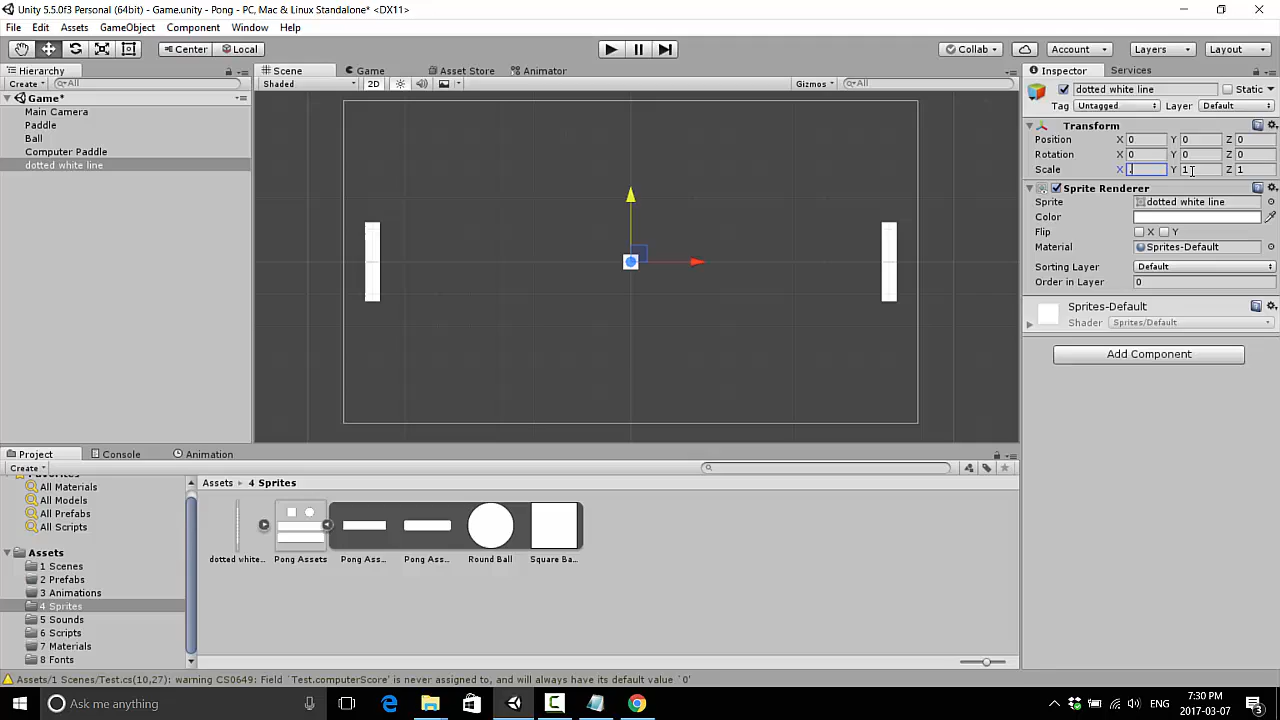 Unity 5.5.0f3 Personal (64bit) - Game.unity - Pong - PC, Mac & Linux Standalone* <DX11>
File Edit Assets GameObject Component Window Help
Center Local Collab Account Layers Layout
Hierarchy Scene Game Asset Store Animator Inspector Services
Create All Shaded 2D Gizmos All dotted white line Static
Game* Tag Untagged Layer Default
Main Camera
Paddle Transform
Ball Position X 0 Y 0 Z 0
Computer Paddle Rotation X 0 Y 0 Z 0
dotted white line Scale X . Y 1 Z 1
Sprite Renderer
Sprite dotted white line
Color
Flip X Y
Material Sprites-Default
Sorting Layer Default
Order in Layer 0
Sprites-Default
Shader Sprites/Default
Add Component
Project Console Animation
Create
Favorites
All Materials Assets 4 Sprites
All Models
All Prefabs
All Scripts
Assets dotted white... Pong Assets Pong Ass... Pong Ass... Round Ball Square Ba...
1 Scenes
2 Prefabs
3 Animations
4 Sprites
5 Sounds
6 Scripts
7 Materials
8 Fonts
Assets/1 Scenes/Test.cs(10,27): warning CS0649: Field `Test.computerScore' is never assigned to, and will always have its default value `0'
Ask me anything ENG 7:30 PM
2017-03-07